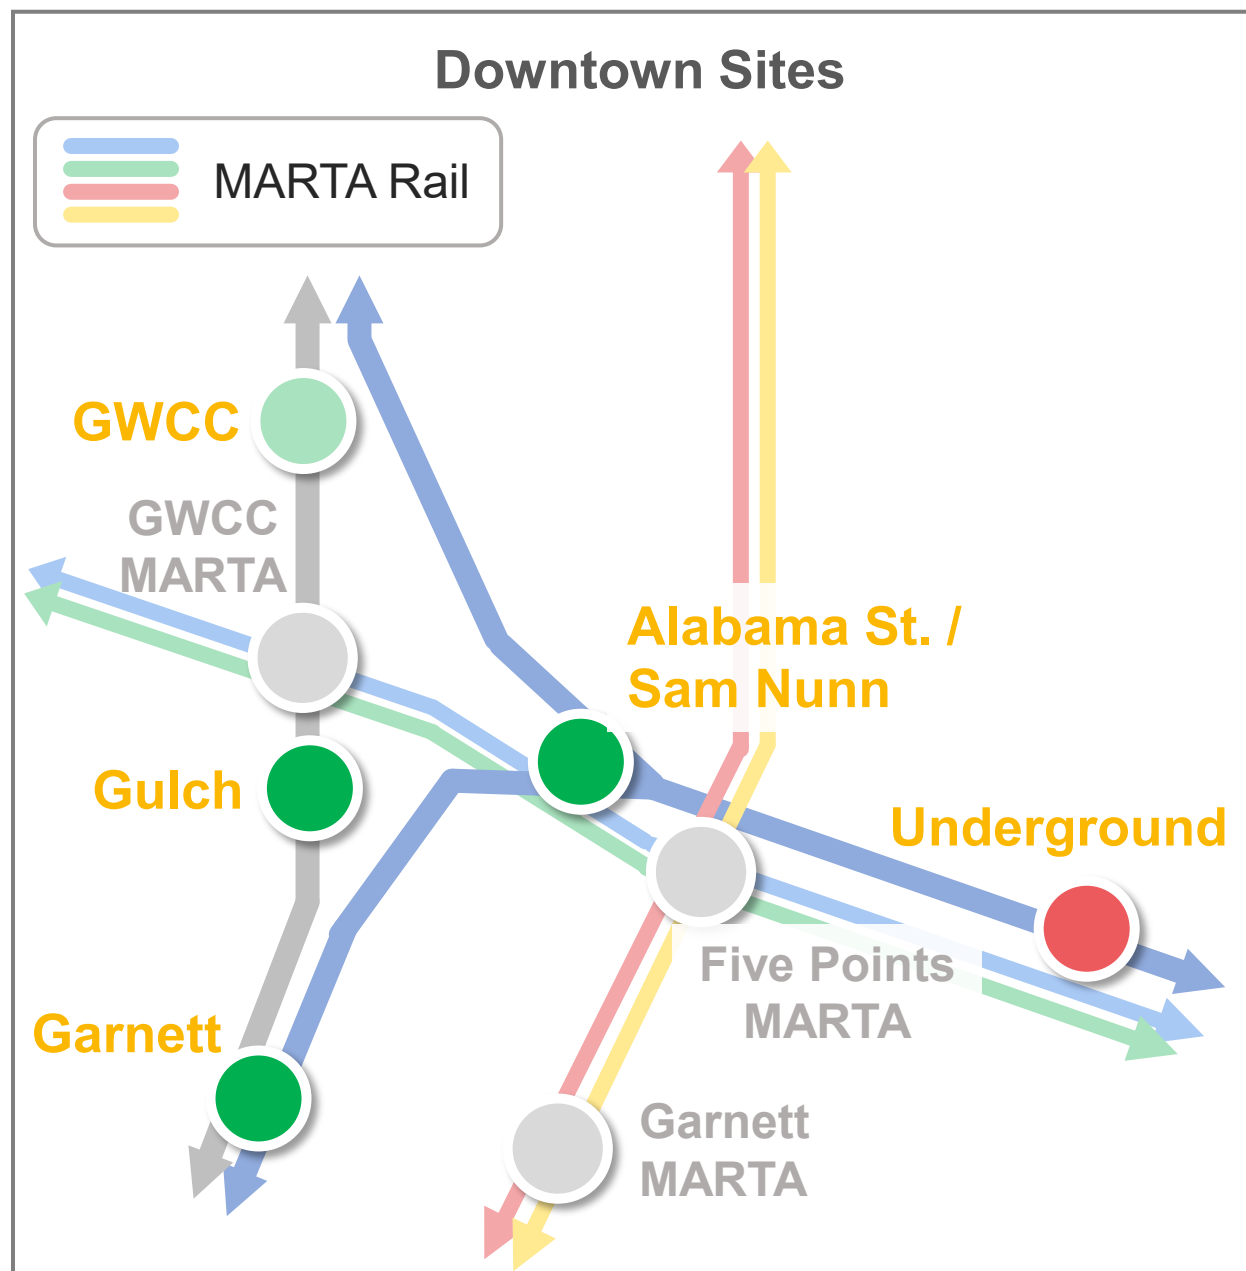 Downtown Sites
MARTA Rail
GWCC
GWCC
MARTA
Alabama St. /
Sam Nunn
Gulch
Underground
Five Points
MARTA
Garnett
Garnett
MARTA